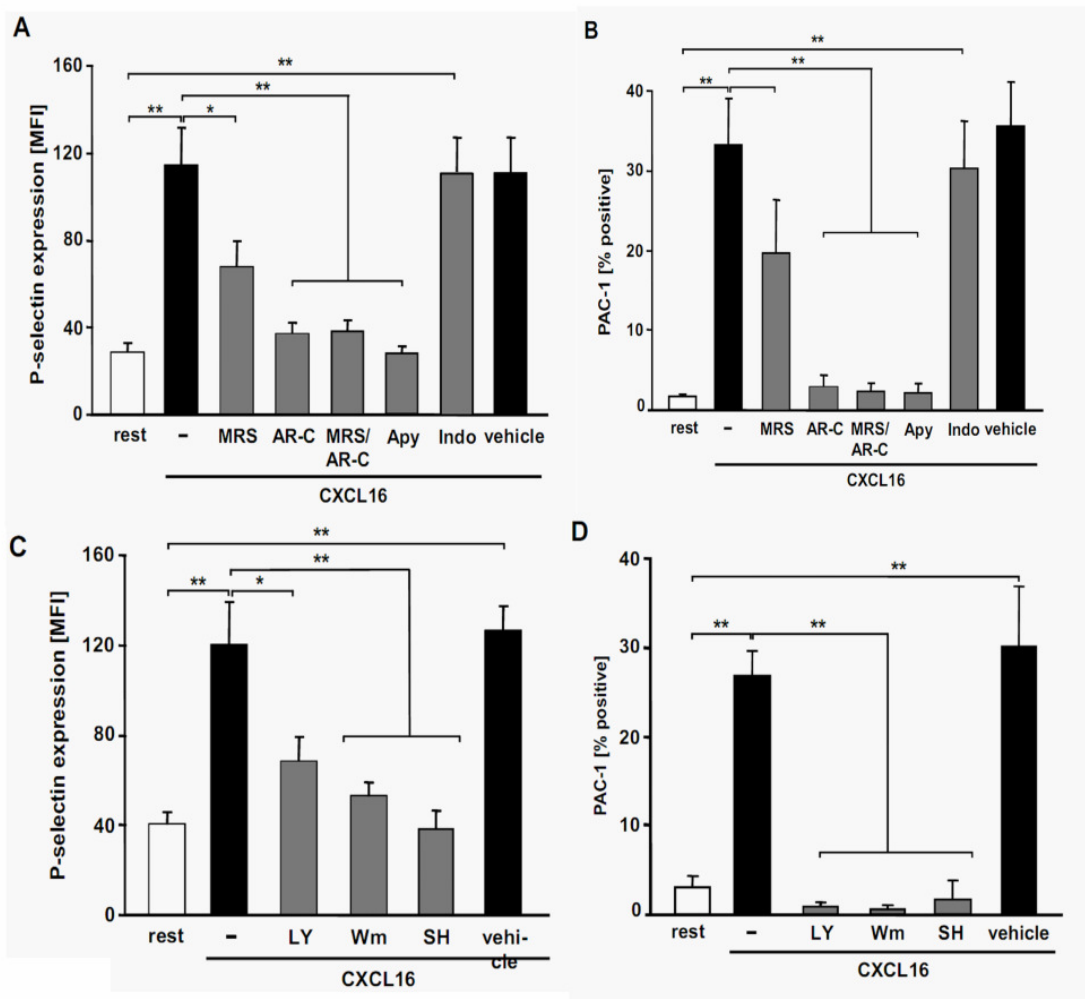 A
P-selectin expression [MFI]
160
120
80
40
0
**
**
**
*
rest
–
MRS
AR-C
MRS/
AR-C
Apy
Indo
vehicle
CXCL16
B
PAC-1 [% positive]
40
30
20
10
0
**
**
**
rest
–
MRS
AR-C
MRS/
AR-C
Apy
Indo
vehicle
CXCL16
C
P-selectin expression [MFI]
160
120
80
40
0
**
**
**
*
rest
–
LY
Wm
SH
vehi-
cle
CXCL16
D
PAC-1 [% positive]
40
30
20
10
0
**
**
**
rest
–
LY
Wm
SH
vehicle
CXCL16